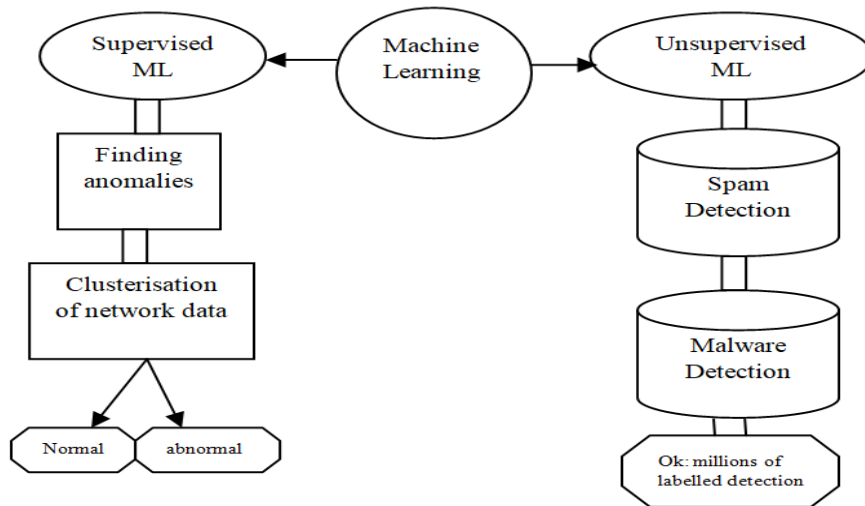 Supervised
ML
Machine
Learning
Unsupervised
ML
Finding
anomalies
Spam
Detection
Clusterisation
of network data
Malware
Detection
Normal
abnormal
Ok: millions of
labelled detection